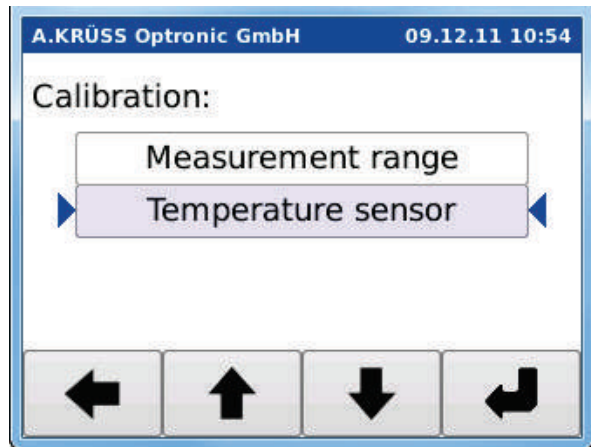 A.KRÜSS Optronic GmbH 09.12.11 10:54
Calibration:
Measurement range
Temperature sensor